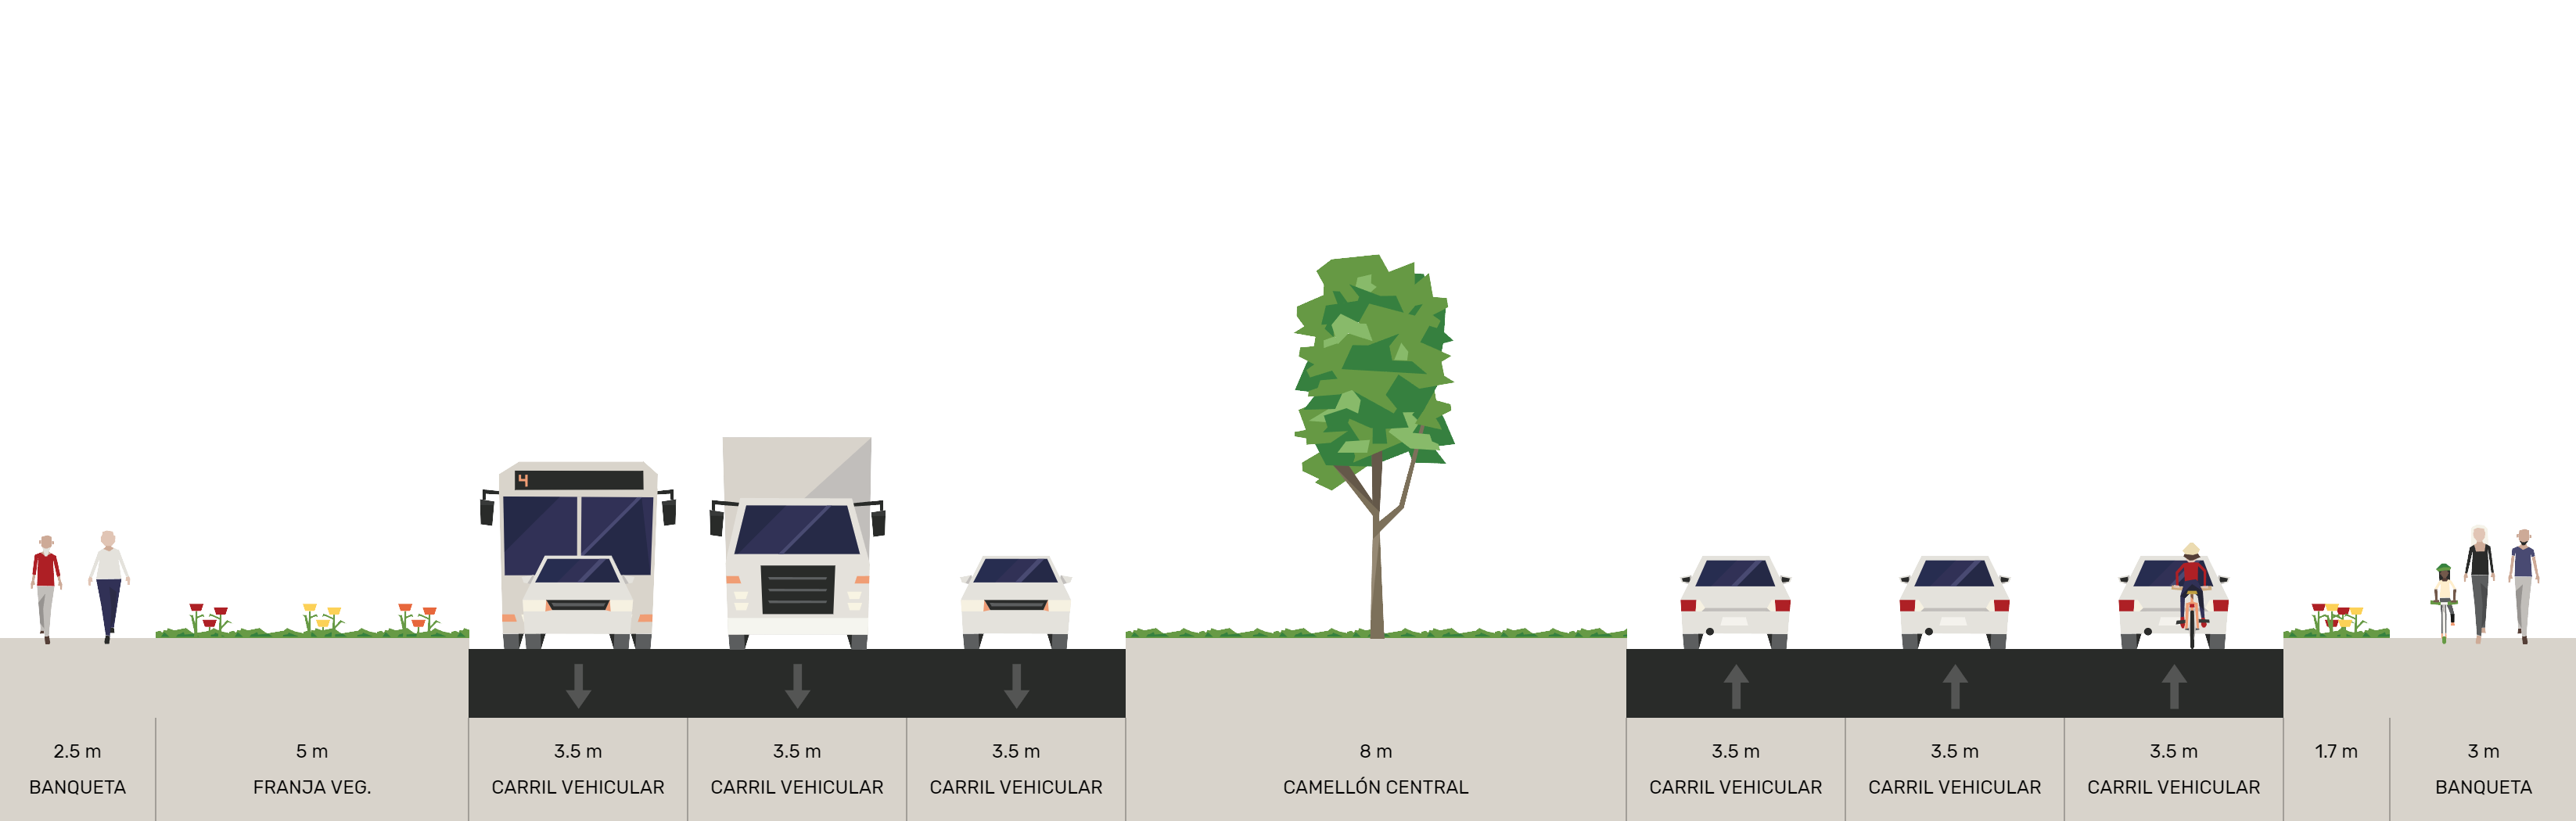 4
2.5 m
BANQUETA
5 m
FRANJA VEG.
3.5 m
CARRIL VEHICULAR
3.5 m
CARRIL VEHICULAR
3.5 m
CARRIL VEHICULAR
8 m
CAMELLÓN CENTRAL
3.5 m
CARRIL VEHICULAR
3.5 m
CARRIL VEHICULAR
3.5 m
CARRIL VEHICULAR
1.7 m
3 m
BANQUETA